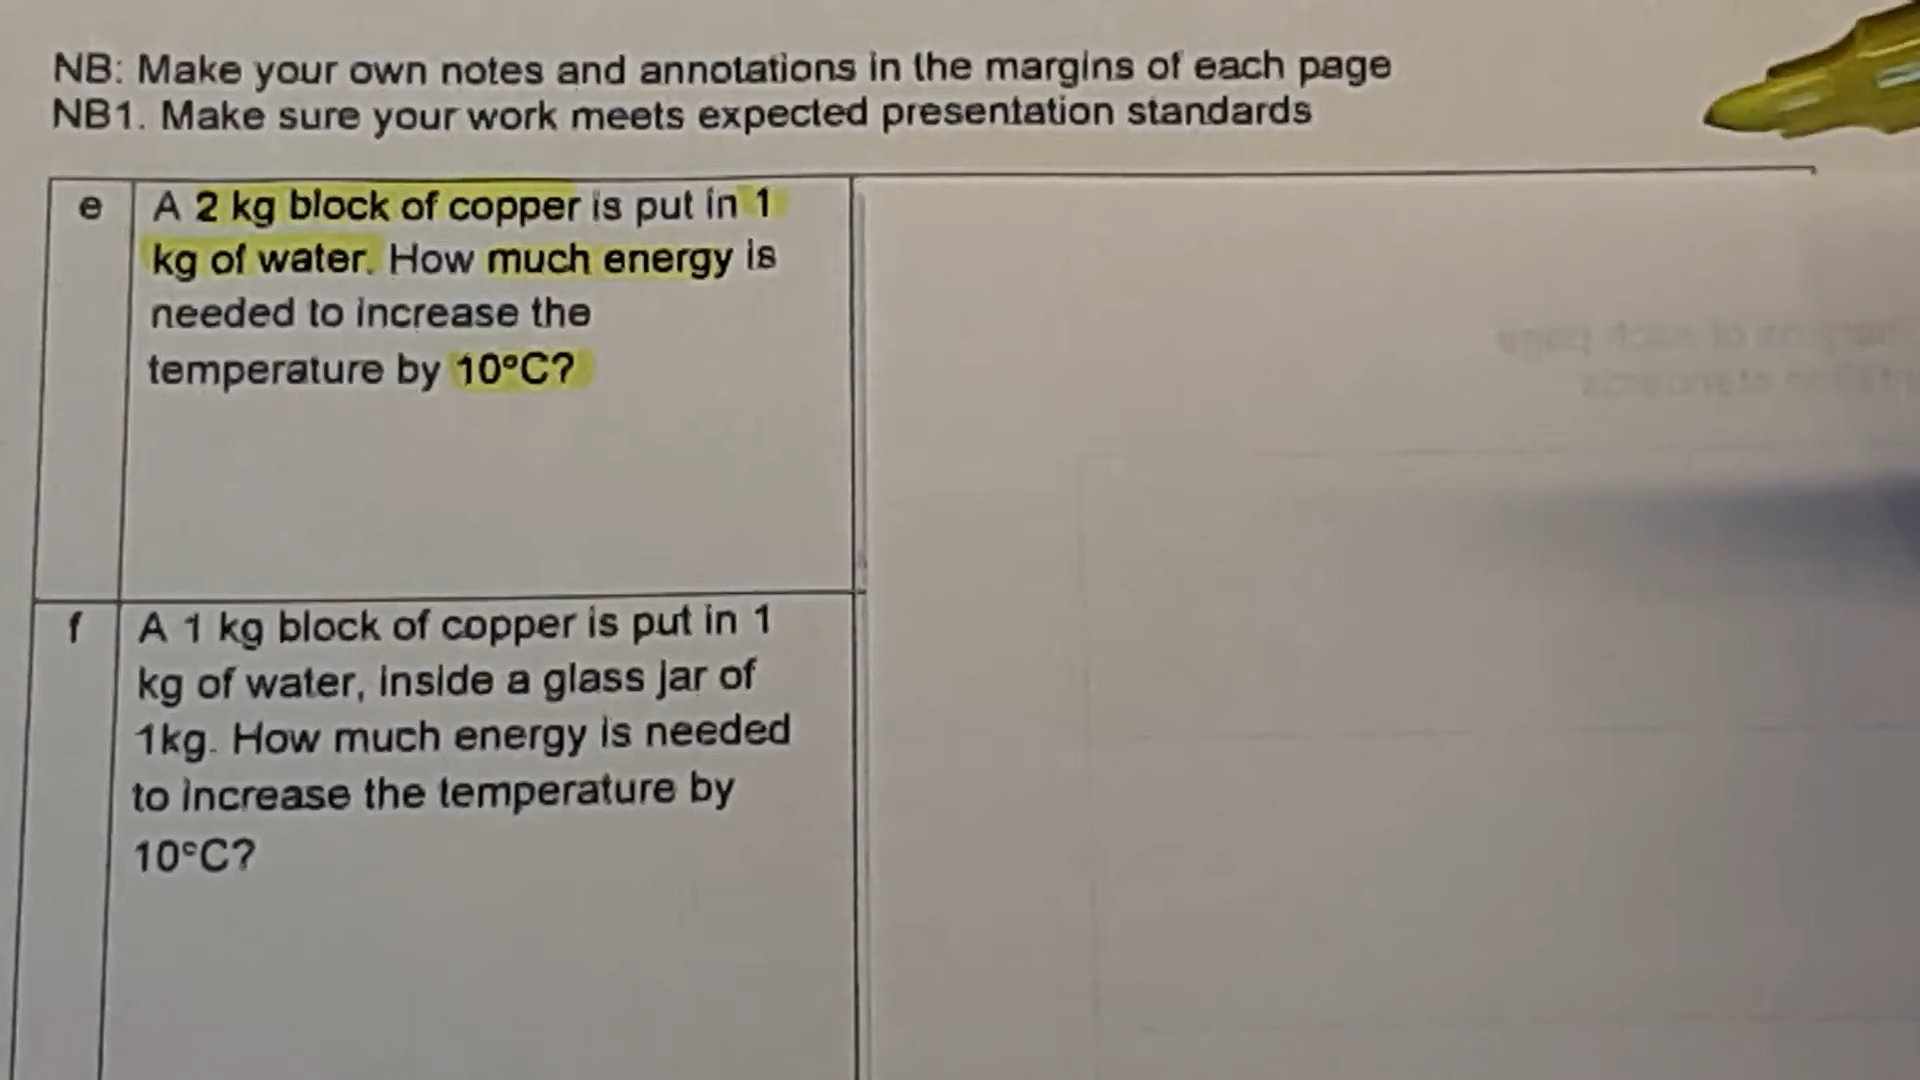 NB: Make your own notes and annotations in the margins of each page
NB1. Make sure your work meets expected presentation standards
e
A 2 kg block of copper is put in 1
kg of water. How much energy is
needed to increase the
temperature by 10°C?
f
A 1 kg block of copper is put in 1
kg of water, inside a glass jar of
1kg. How much energy is needed
to increase the temperature by
10°C?